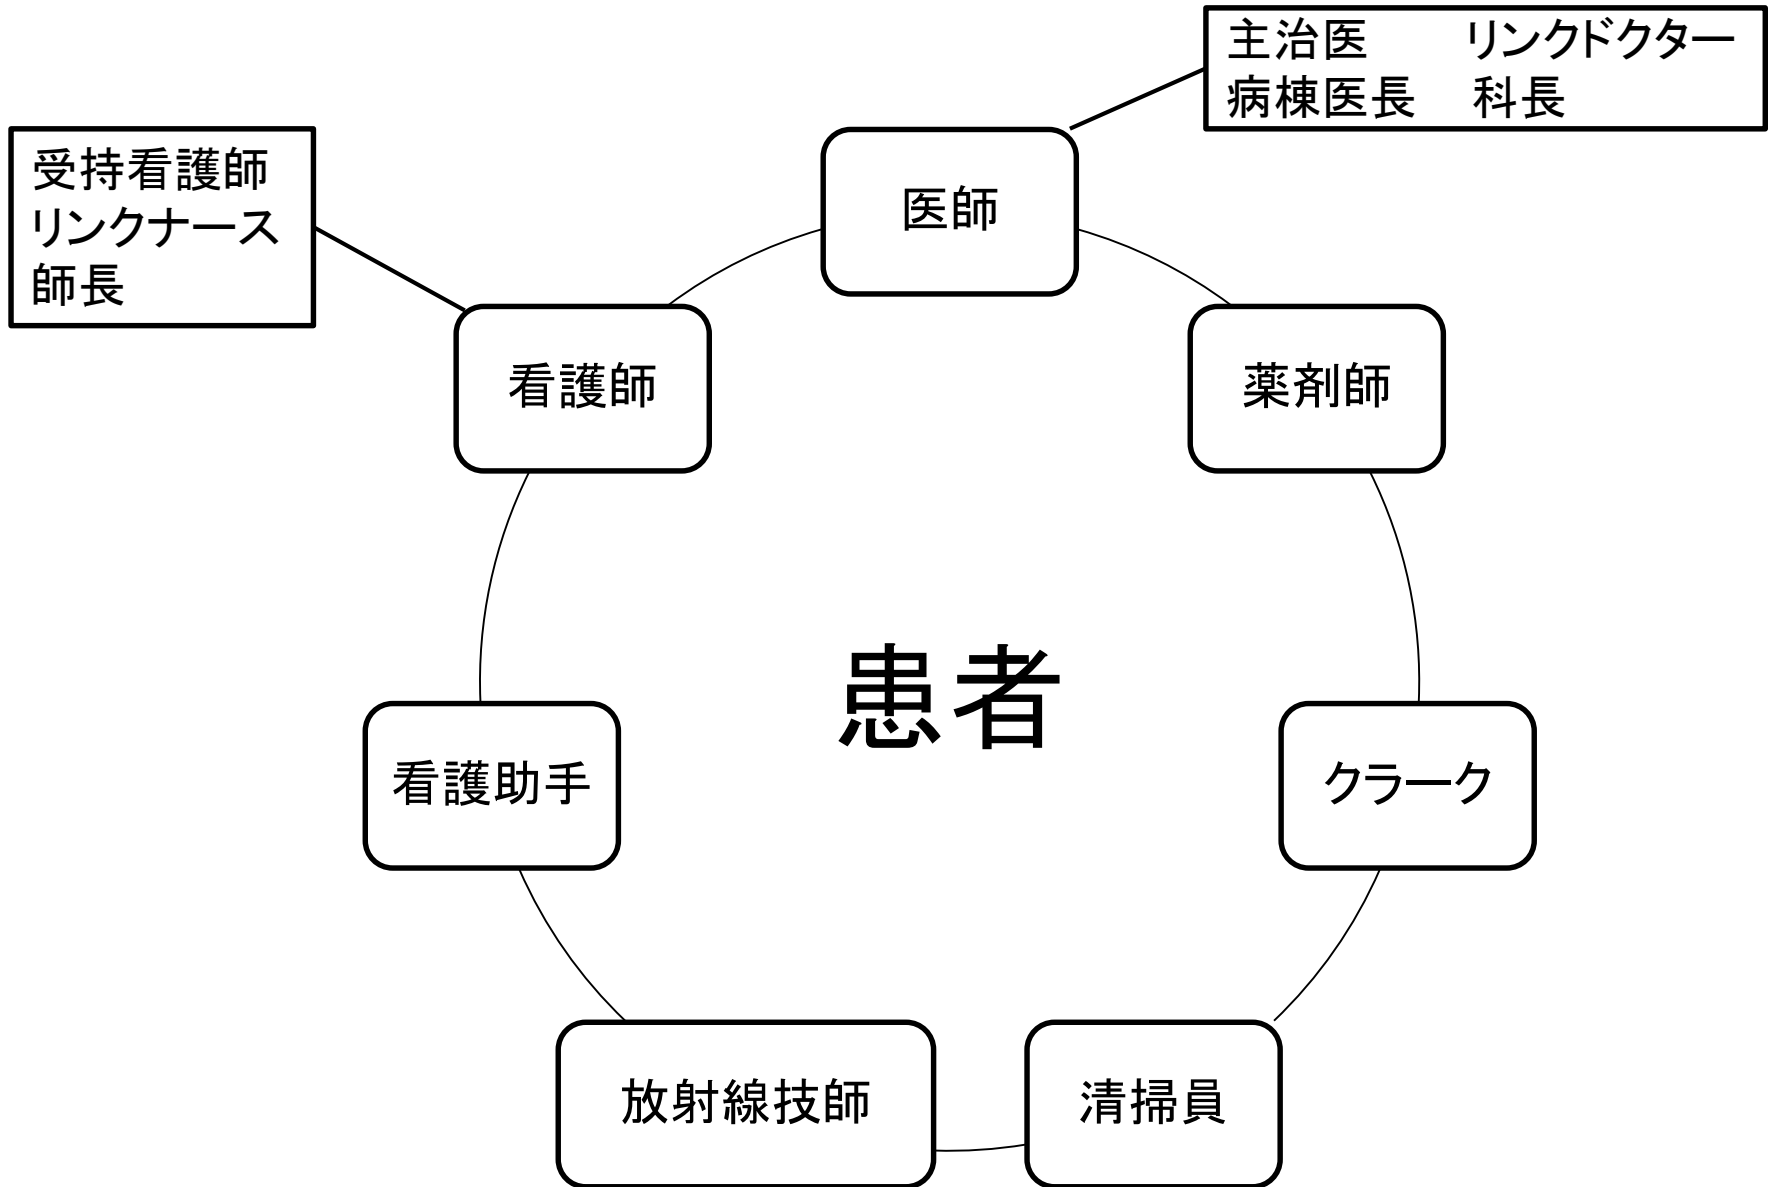 主治医　リンクドクター
病棟医長　科長
受持看護師
リンクナース
師長
医師
看護師
薬剤師
患者
看護助手
クラーク
放射線技師
清掃員